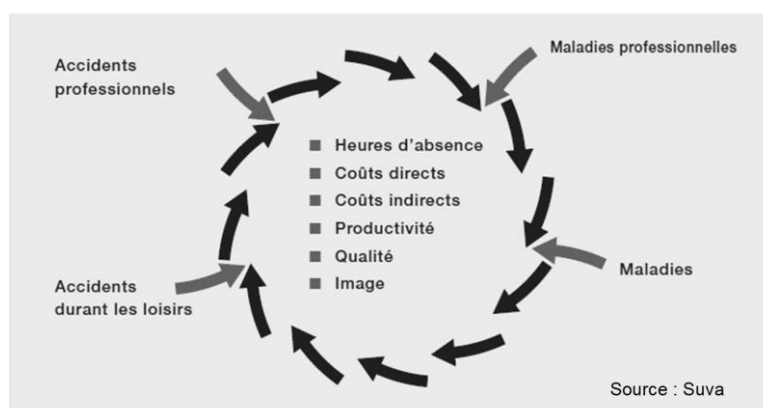 Accidents
professionnels
Maladies professionnelles
Heures d’absence
Coûts directs
Coûts indirects
Productivité
Qualité
Image
Accidents
durant les loisirs
Maladies
Source : Suva